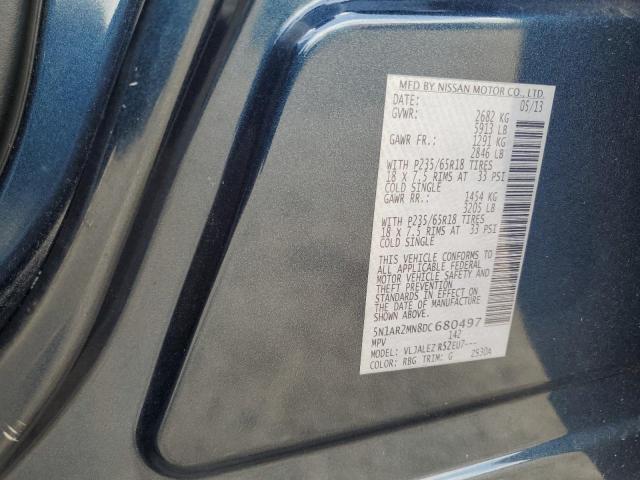 MFD BY NISSAN MOTOR CO., LTD.
DATE: 05/13
GVWR: 2682 KG
5913 LB
GAWR FR.: 1291 KG
2846 LB
WITH P235/65R18 TIRES
18 X 7.5 RIMS AT 33 PSI
COLD SINGLE
GAWR RR.: 1454 KG
3205 LB
WITH P235/65R18 TIRES
18 X 7.5 RIMS AT 33 PSI
COLD SINGLE
THIS VEHICLE CONFORMS TO
ALL APPLICABLE FEDERAL
MOTOR VEHICLE SAFETY AND
THEFT PREVENTION
STANDARDS IN EFFECT ON
THE DATE OF MANUFACTURE
SHOWN ABOVE.
5N1AR2MN8DC680497
MPV 142
MODEL: VLJALEZ R52EU7---
COLOR: RBG TRIM: G 2930A